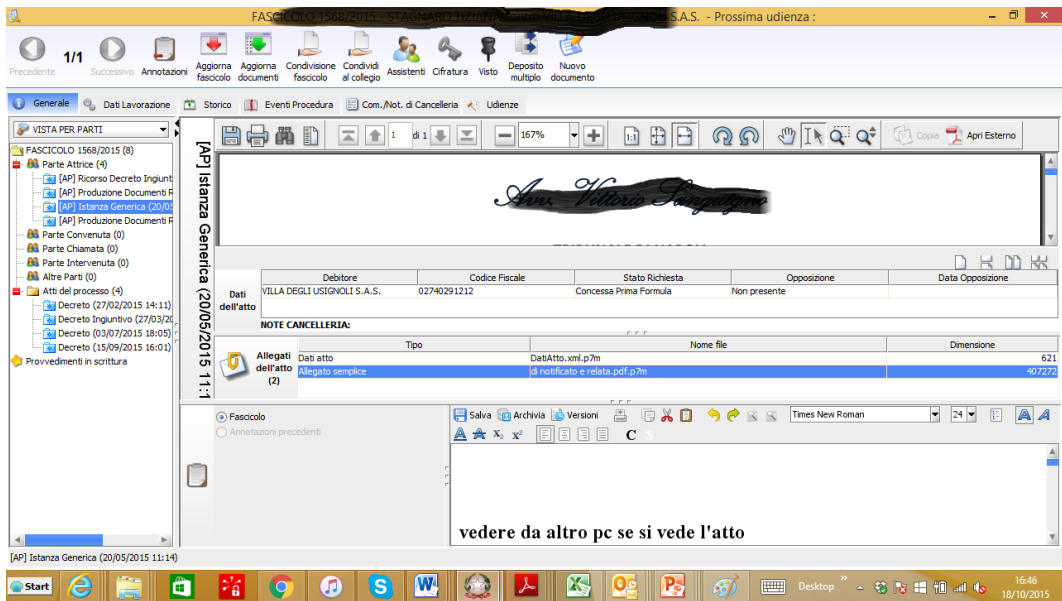 FASCICOLO 1568/2015 - S.A.S. - Prossima udienza :
Precedente 1/1 Successivo Annotazioni Aggiorna fascicolo Aggiorna documenti Condivisione fascicolo Condividi al collegio Assistenti Cifratura Visto Deposito multiplo Nuovo documento
Generale Dati Lavorazione Storico Eventi Procedura Com./Not. di Cancelleria Udienze
VISTA PER PARTI
FASCICOLO 1568/2015 (8)
Parte Attrice (4)
[AP] Ricorso Decreto Ingiunt
[AP] Produzione Documenti R
[AP] Istanza Generica (20/05
[AP] Produzione Documenti R
Parte Convenuta (0)
Parte Chiamata (0)
Parte Intervenuta (0)
Altre Parti (0)
Atti del processo (4)
Decreto (27/02/2015 14:11)
Decreto Ingiuntivo (27/03/20
Decreto (03/07/2015 18:05)
Decreto (15/09/2015 16:01)
Provvedimenti in scrittura
[AP] Istanza Generica (20/05/2015 11:1
1 di 1 167% 1:1 Copia Apri Esterno
Avv.
Dati dell'atto
Debitore Codice Fiscale Stato Richiesta Opposizione Data Opposizione
VILLA DEGLI USIGNOLI S.A.S. 02740291212 Concessa Prima Formula Non presente
NOTE CANCELLERIA:
Allegati dell'atto (2)
Tipo Nome file Dimensione
Dati atto DatiAtto.xml.p7m 621
Allegato semplice di notificato e relata.pdf.p7m 407272
Fascicolo
Annotazioni precedenti
Salva Archivia Versioni Times New Roman 24 A A
A A X₂ x² C S
vedere da altro pc se si vede l'atto
[AP] Istanza Generica (20/05/2015 11:14)
Start Desktop 16:46
18/10/2015